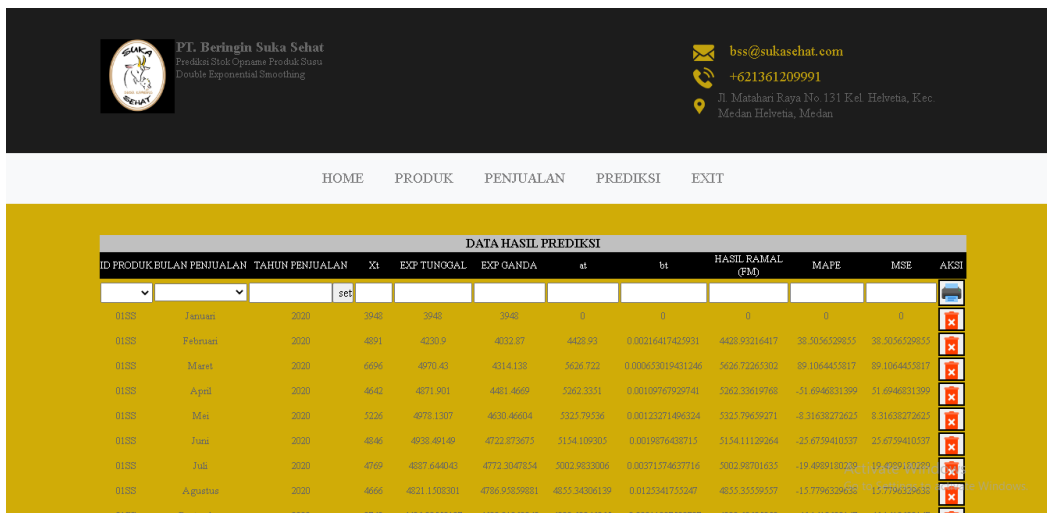 SUKA
SEHAT
PT. Beringin Suka Sehat
Prediksi Stok Opname Produk Susu
Double Exponential Smoothing
bss@sukasehat.com
+621361209991
Jl. Matahari Raya No.131 Kel. Helvetia, Kec.
Medan Helvetia, Medan
HOME PRODUK PENJUALAN PREDIKSI EXIT
DATA HASIL PREDIKSI
ID PRODUK BULAN PENJUALAN TAHUN PENJUALAN Xt EXP TUNGGAL EXP GANDA at bt HASIL RAMAL (FM) MAPE MSE AKSI
set
01SS Januari 2020 3948 3948 3948 0 0 0 0 0
01SS Februari 2020 4891 4230.9 4032.87 4428.93 0.00216417425931 4428.93216417 38.5056529855 38.5056529855
01SS Maret 2020 6696 4970.43 4314.138 5626.722 0.000653019431246 5626.72265302 89.1064455817 89.1064455817
01SS April 2020 4642 4871.901 4481.4669 5262.3351 0.00109767929741 5262.33619768 -51.6946831399 51.6946831399
01SS Mei 2020 5226 4978.1307 4630.46604 5325.79536 0.00123271496324 5325.79659271 -8.31638272625 8.31638272625
01SS Juni 2020 4846 4938.49149 4722.873675 5154.109305 0.0019876438715 5154.11129264 -25.6759410537 25.6759410537
01SS Juli 2020 4769 4887.644043 4772.3047854 5002.9833006 0.00371574637716 5002.98701635 -19.4989180289 19.4989180289
01SS Agustus 2020 4666 4821.1508301 4786.95859881 4855.34306139 0.0125341755247 4855.35559557 -15.7796329638 15.7796329638